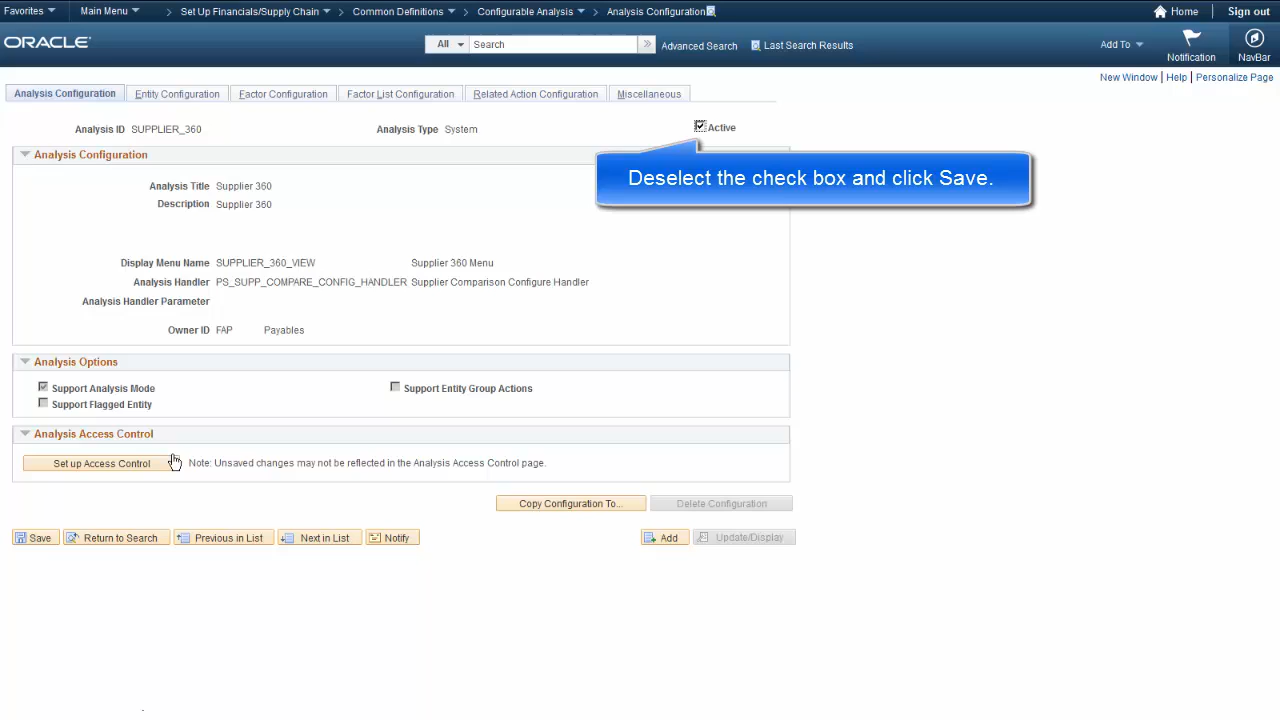 Favorites Main Menu Set Up Financials/Supply Chain Common Definitions Configurable Analysis Analysis Configuration Home Sign out
ORACLE All Search Advanced Search Last Search Results Add To Notification NavBar
New Window | Help | Personalize Page
Analysis Configuration Entity Configuration Factor Configuration Factor List Configuration Related Action Configuration Miscellaneous
Analysis ID SUPPLIER_360 Analysis Type System Active
Analysis Configuration
Deselect the check box and click Save.
Analysis Title Supplier 360
Description Supplier 360
Display Menu Name SUPPLIER_360_VIEW Supplier 360 Menu
Analysis Handler PS_SUPP_COMPARE_CONFIG_HANDLER Supplier Comparison Configure Handler
Analysis Handler Parameter
Owner ID FAP Payables
Analysis Options
Support Analysis Mode Support Entity Group Actions
Support Flagged Entity
Analysis Access Control
Set up Access Control Note: Unsaved changes may not be reflected in the Analysis Access Control page.
Copy Configuration To... Delete Configuration
Save Return to Search Previous in List Next in List Notify Add Update/Display